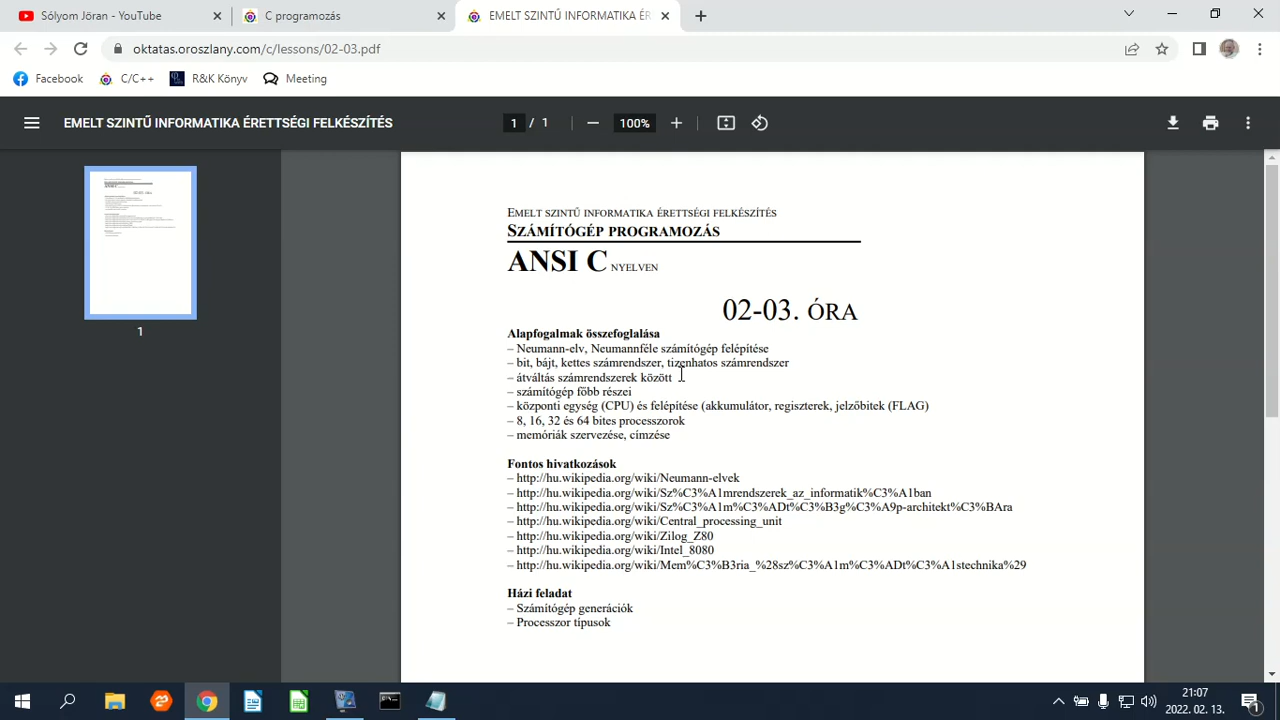 Sólyom Jöran - YouTube
C programozás
EMELT SZINTŰ INFORMATIKA ÉR
oktatas.oroszlany.com/c/lessons/02-03.pdf
Facebook
C/C++
R&K Könyv
Meeting
EMELT SZINTŰ INFORMATIKA ÉRETTSÉGI FELKÉSZÍTÉS
1 / 1
100%
1
EMELT SZINTŰ INFORMATIKA ÉRETTSÉGI FELKÉSZÍTÉS
SZÁMÍTÓGÉP PROGRAMOZÁS
ANSI C NYELVEN
02-03. ÓRA
Alapfogalmak összefoglalása
– Neumann-elv, Neumannféle számítógép felépítése
– bit, bájt, kettes számrendszer, tizenhatos számrendszer
– átváltás számrendszerek között
– számítógép főbb részei
– központi egység (CPU) és felépítése (akkumulátor, regiszterek, jelzőbitek (FLAG)
– 8, 16, 32 és 64 bites processzorok
– memóriák szervezése, címzése
Fontos hivatkozások
– http://hu.wikipedia.org/wiki/Neumann-elvek
– http://hu.wikipedia.org/wiki/Sz%C3%A1mrendszerek_az_informatik%C3%A1ban
– http://hu.wikipedia.org/wiki/Sz%C3%A1m%C3%ADt%C3%B3g%C3%A9p-architekt%C3%BAra
– http://hu.wikipedia.org/wiki/Central_processing_unit
– http://hu.wikipedia.org/wiki/Zilog_Z80
– http://hu.wikipedia.org/wiki/Intel_8080
– http://hu.wikipedia.org/wiki/Mem%C3%B3ria_%28sz%C3%A1m%C3%ADt%C3%A1stechnika%29
Házi feladat
– Számítógép generációk
– Processzor típusok
21:07
2022. 02. 13.
1